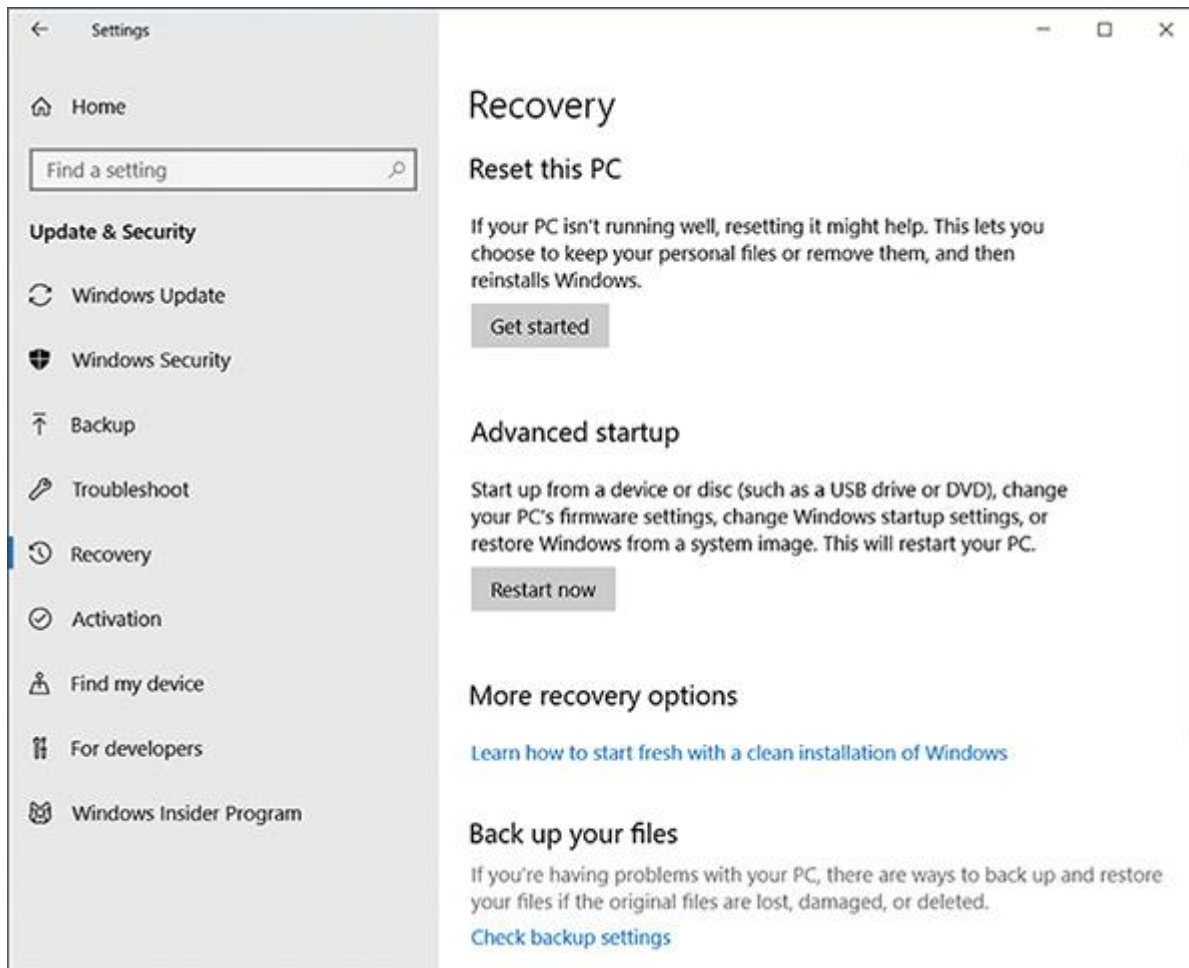 Settings
Home
Find a setting
Update & Security
Windows Update
Windows Security
Backup
Troubleshoot
Recovery
Activation
Find my device
For developers
Windows Insider Program
Recovery
Reset this PC
If your PC isn't running well, resetting it might help. This lets you
choose to keep your personal files or remove them, and then
reinstalls Windows.
Get started
Advanced startup
Start up from a device or disc (such as a USB drive or DVD), change
your PC's firmware settings, change Windows startup settings, or
restore Windows from a system image. This will restart your PC.
Restart now
More recovery options
Learn how to start fresh with a clean installation of Windows
Back up your files
If you're having problems with your PC, there are ways to back up and restore
your files if the original files are lost, damaged, or deleted.
Check backup settings